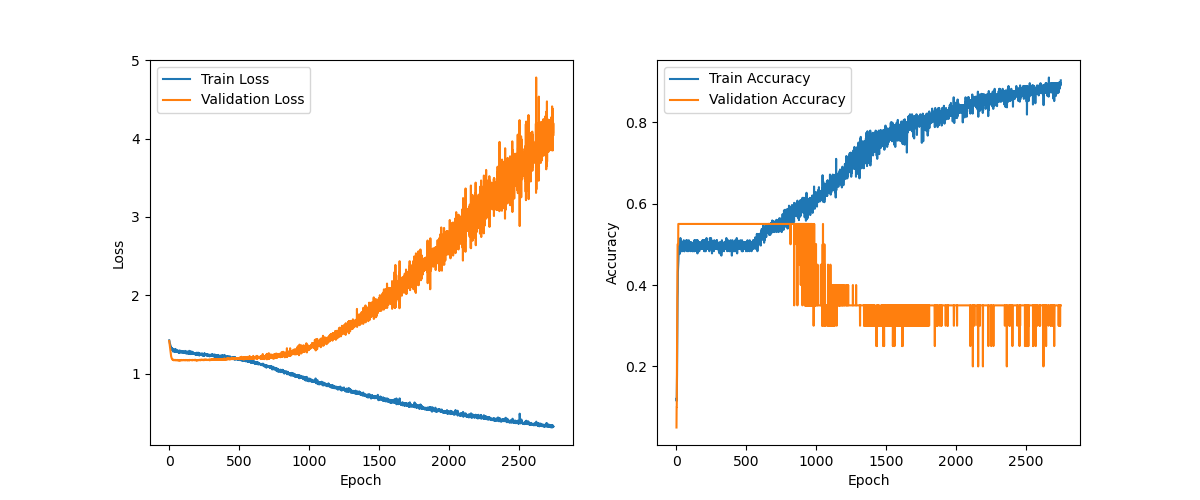 Train Loss
Validation Loss
Loss
5
4
3
2
1
0 500 1000 1500 2000 2500
Epoch
Train Accuracy
Validation Accuracy
Accuracy
0.8
0.6
0.4
0.2
0 500 1000 1500 2000 2500
Epoch